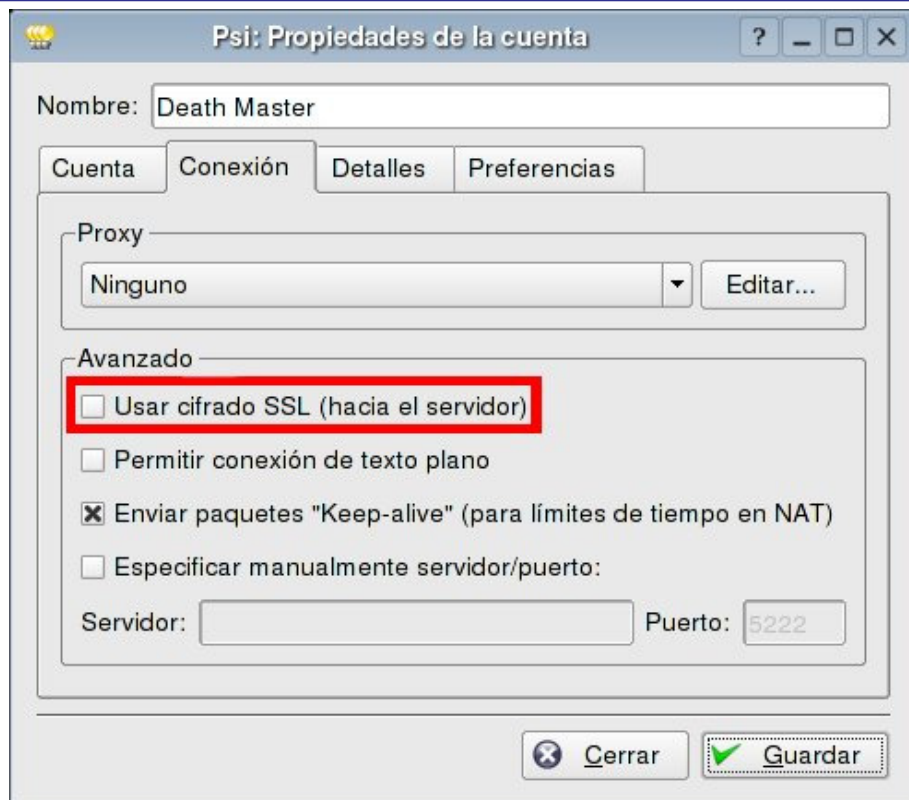 Psi: Propiedades de la cuenta
Nombre: Death Master
Cuenta Conexión Detalles Preferencias
Proxy
Ninguno Editar...
Avanzado
Usar cifrado SSL (hacia el servidor)
Permitir conexión de texto plano
Enviar paquetes "Keep-alive" (para límites de tiempo en NAT)
Especificar manualmente servidor/puerto:
Servidor: Puerto: 5222
Cerrar Guardar